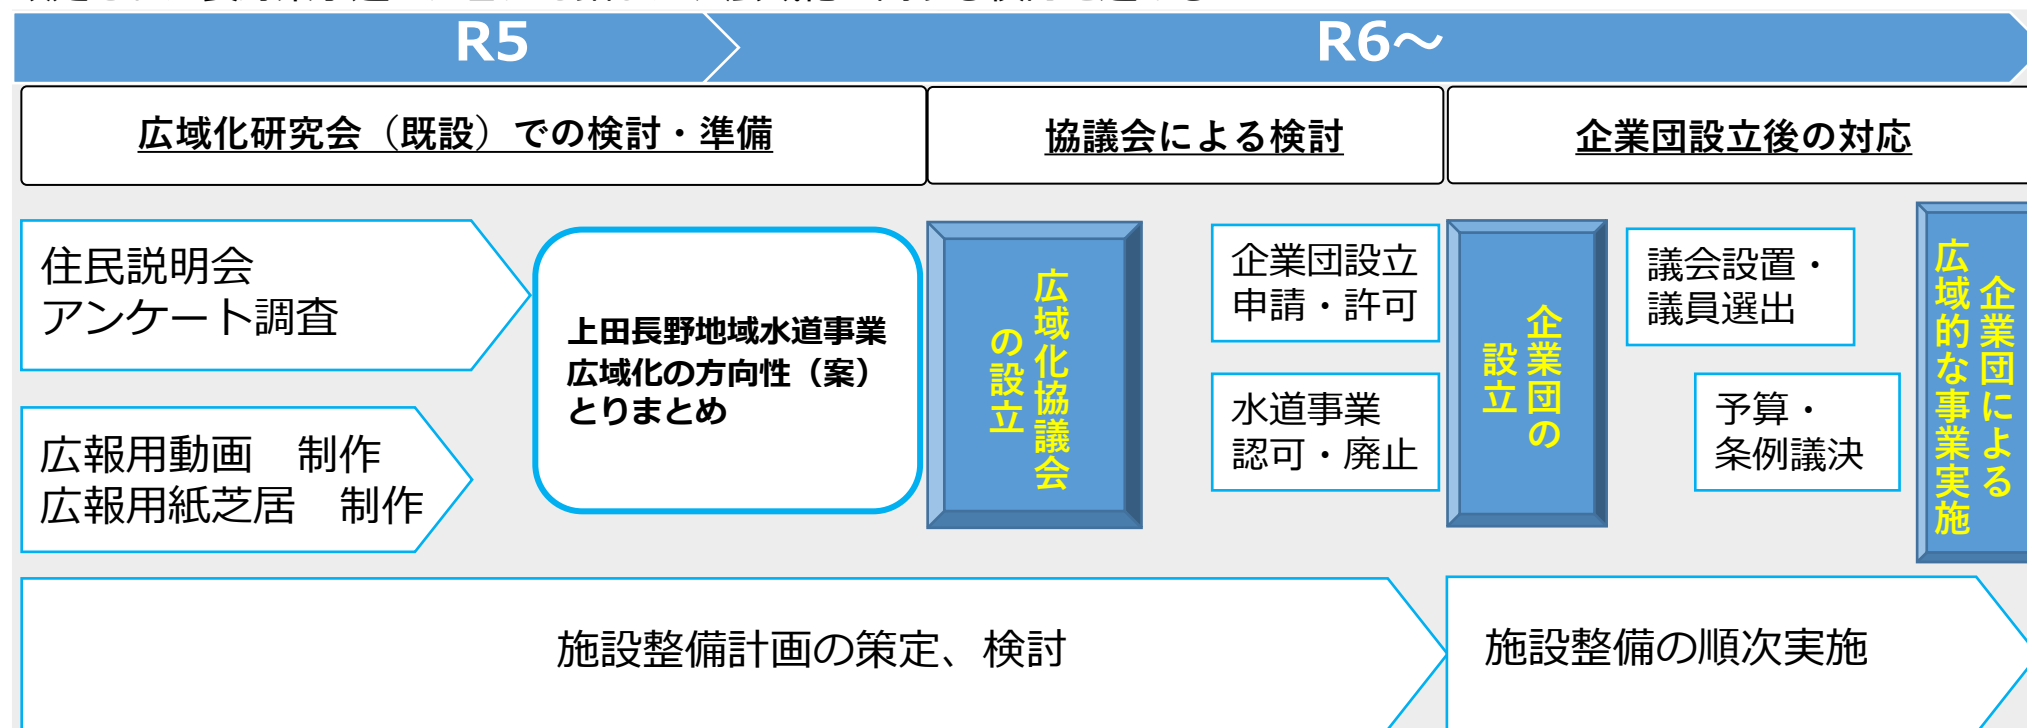 R5
R6～
広域化研究会（既設）での検討・準備
協議会による検討
企業団設立後の対応
住民説明会
アンケート調査
広報用動画　制作
広報用紙芝居　制作
上田長野地域水道事業
広域化の方向性（案）
とりまとめ
広域化協議会
の設立
企業団設立
申請・許可
水道事業
認可・廃止
企業団の
設立
議会設置・
議員選出
予算・
条例議決
企業団による
広域的な事業実施
施設整備計画の策定、検討
施設整備の順次実施